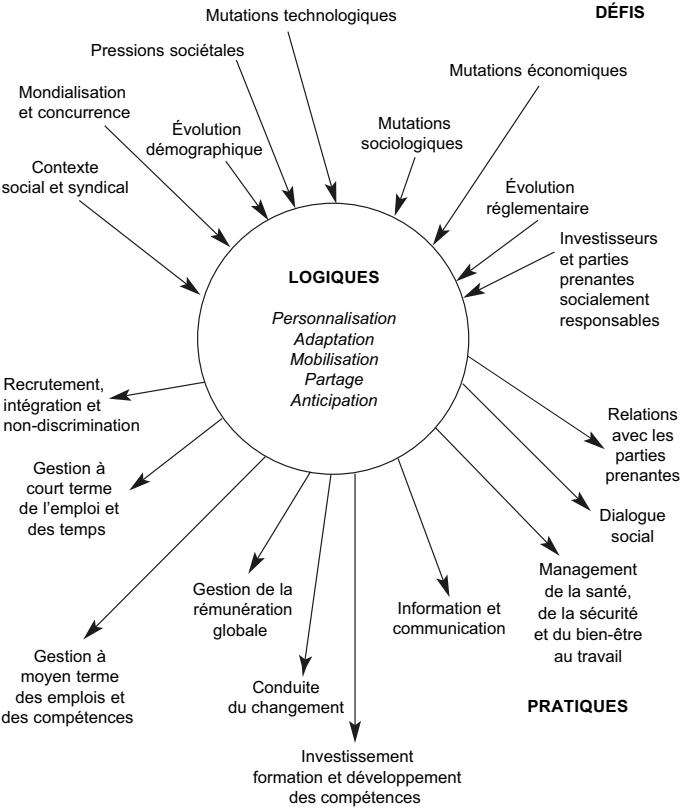 DÉFIS
Mutations technologiques
Pressions sociétales
Mondialisation
et concurrence
Évolution
démographique
Contexte
social et syndical
Mutations économiques
Mutations
sociologiques
Évolution
réglementaire
Investisseurs
et parties
prenantes
socialement
responsables
LOGIQUES
Personnalisation
Adaptation
Mobilisation
Partage
Anticipation
Recrutement,
intégration et
non-discrimination
Gestion à
court terme
de l'emploi et
des temps
Gestion à
moyen terme
des emplois et
des compétences
Gestion de la
rémunération
globale
Conduite
du changement
Investissement
formation et développement
des compétences
Information et
communication
Management
de la santé,
de la sécurité
et du bien-être
au travail
Dialogue
social
Relations
avec les
parties
prenantes
PRATIQUES